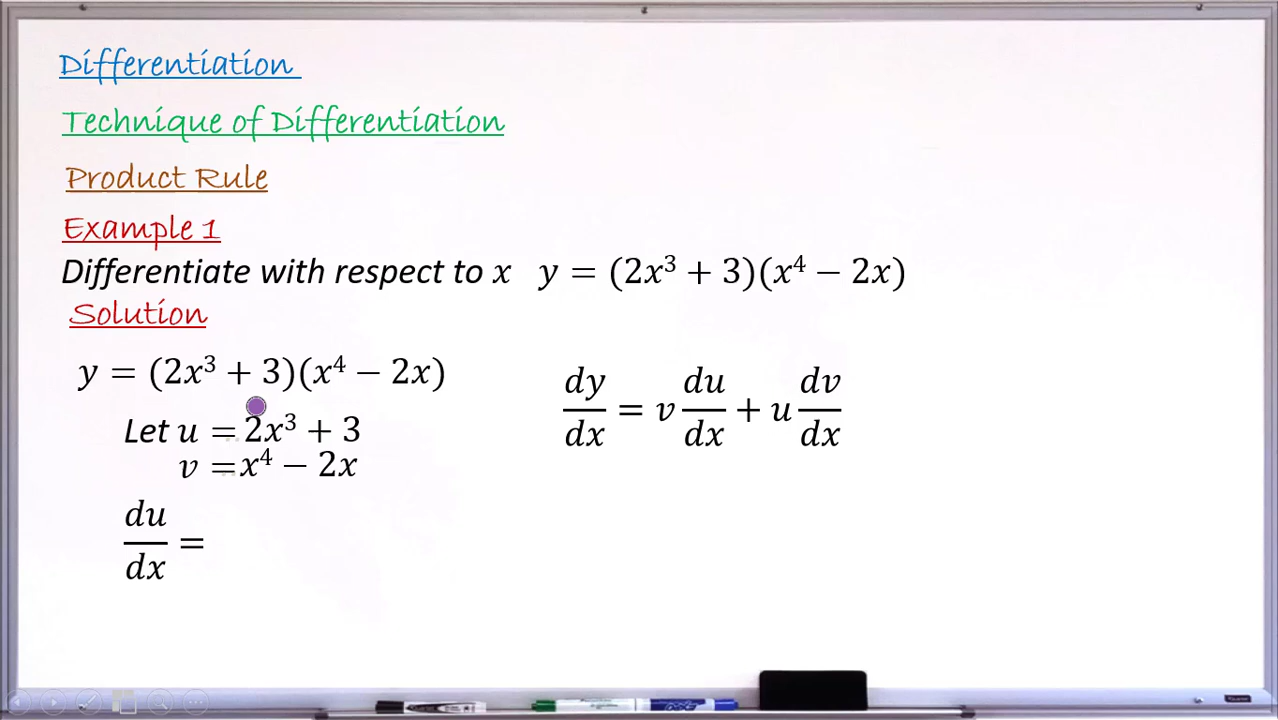 Differentiation
Technique of Differentiation
Product Rule
Example 1
Differentiate with respect to x   y = (2x³ + 3)(x⁴ − 2x)
Solution
y = (2x³ + 3)(x⁴ − 2x)
Let u = 2x³ + 3
v = x⁴ − 2x
du/dx =
dy/dx = v du/dx + u dv/dx